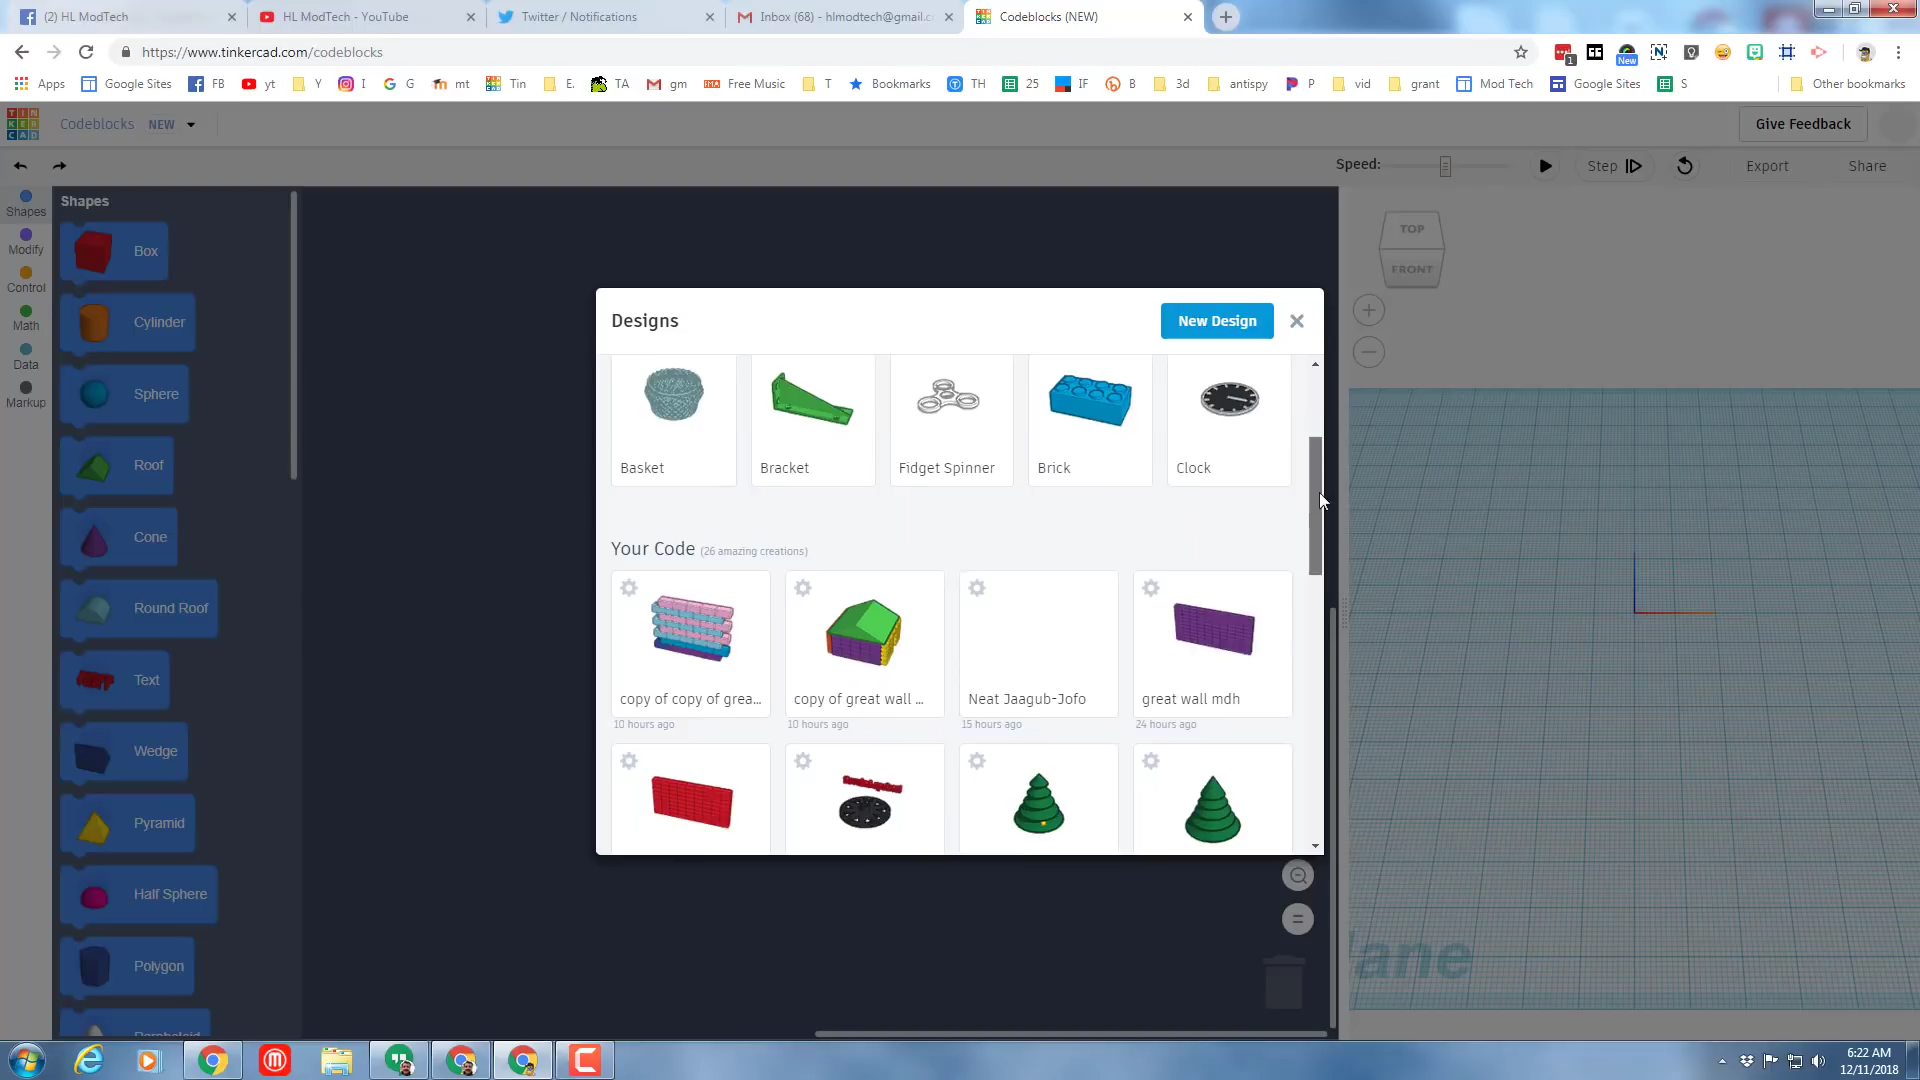 (2) HL ModTech
HL ModTech - YouTube
Twitter / Notifications
Inbox (68) - hlmodtech@gmail.c
Codeblocks (NEW)
https://www.tinkercad.com/codeblocks
1
New
Apps
Google Sites
FB
yt
Y
I
G
mt
Tin
E.
TA
gm
Free Music
T
Bookmarks
TH
25
IF
B
3d
antispy
P
vid
grant
Mod Tech
Google Sites
S
Other bookmarks
TIN
KER
CAD
Codeblocks NEW
Give Feedback
Speed:
Step
Export
Share
Shapes
Modify
Control
Math
Data
Markup
Shapes
Box
Cylinder
Sphere
Roof
Cone
Round Roof
Text
Wedge
Pyramid
Half Sphere
Polygon
TOP
FRONT
Designs
New Design
Basket
Bracket
Fidget Spinner
Brick
Clock
Your Code (26 amazing creations)
copy of copy of grea...
10 hours ago
copy of great wall ...
10 hours ago
Neat Jaagub-Jofo
15 hours ago
great wall mdh
24 hours ago
lane
6:22 AM
12/11/2018